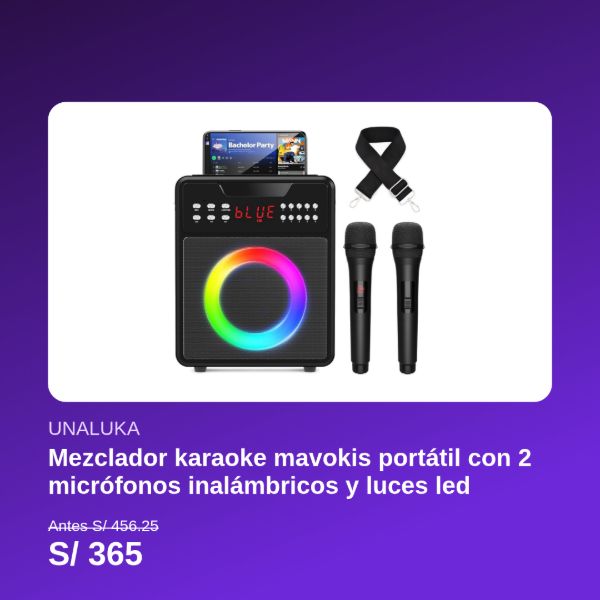 Bachelor Party
BLUE
UNALUKA
Mezclador karaoke mavokis portátil con 2
micrófonos inalámbricos y luces led
Antes S/ 456.25
S/ 365